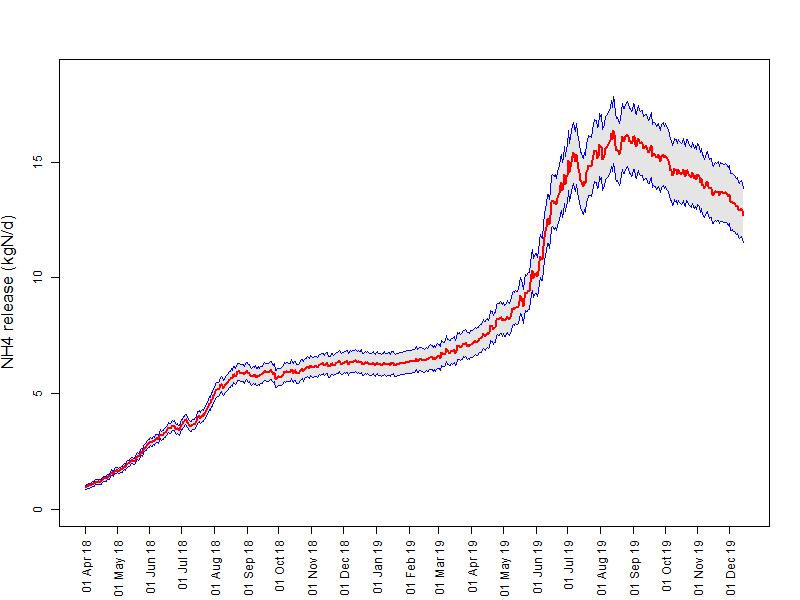 NH4 release (kgN/d)
15
10
5
0
01 Apr 18
01 May 18
01 Jun 18
01 Jul 18
01 Aug 18
01 Sep 18
01 Oct 18
01 Nov 18
01 Dec 18
01 Jan 19
01 Feb 19
01 Mar 19
01 Apr 19
01 May 19
01 Jun 19
01 Jul 19
01 Aug 19
01 Sep 19
01 Oct 19
01 Nov 19
01 Dec 19